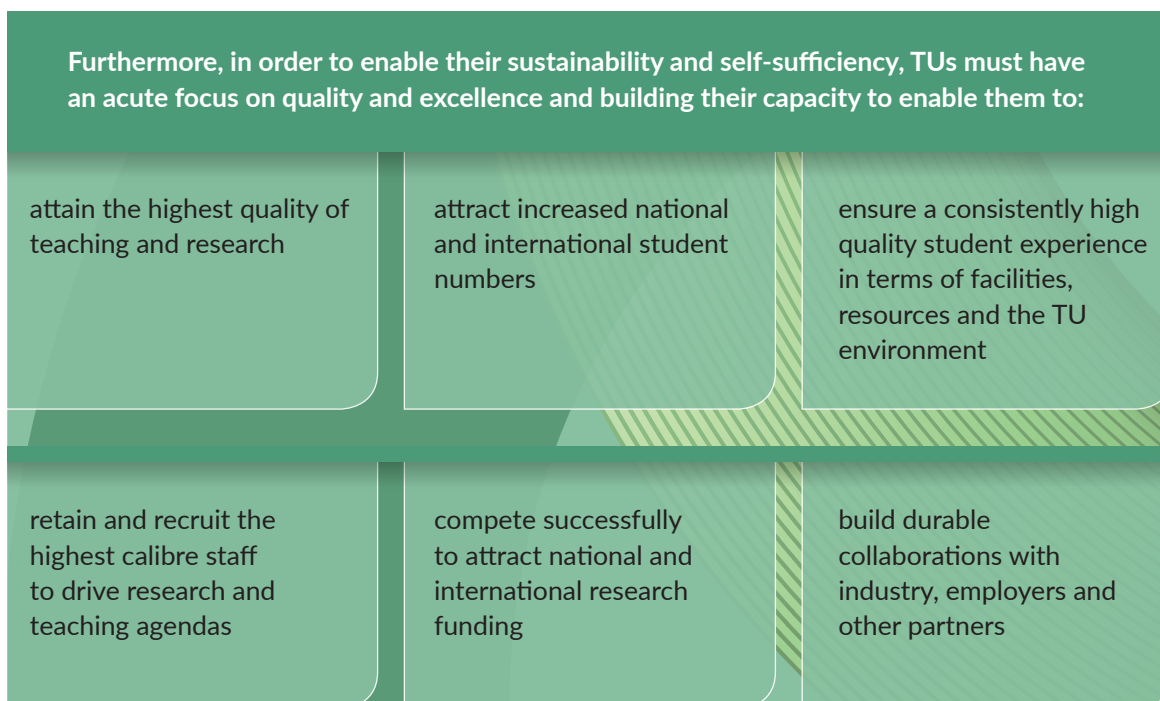 Furthermore, in order to enable their sustainability and self-sufficiency, TUs must have
an acute focus on quality and excellence and building their capacity to enable them to:
attain the highest quality of
teaching and research
attract increased national
and international student
numbers
ensure a consistently high
quality student experience
in terms of facilities,
resources and the TU
environment
retain and recruit the
highest calibre staff
to drive research and
teaching agendas
compete successfully
to attract national and
international research
funding
build durable
collaborations with
industry, employers and
other partners